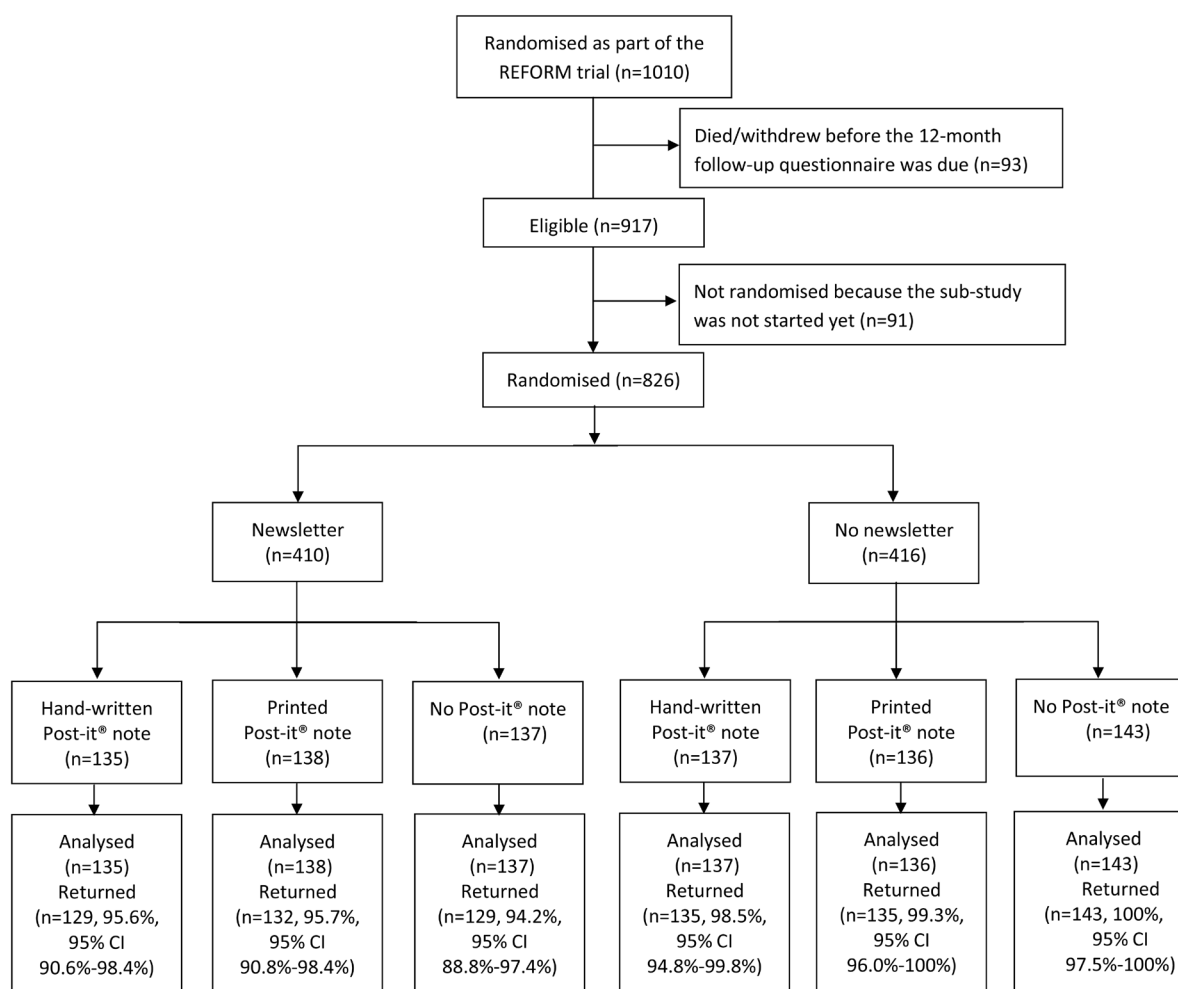 Randomised as part of the
REFORM trial (n=1010)
Died/withdrew before the 12-month
follow-up questionnaire was due (n=93)
Eligible (n=917)
Not randomised because the sub-study
was not started yet (n=91)
Randomised (n=826)
Newsletter
(n=410)
No newsletter
(n=416)
Hand-written
Post-it® note
(n=135)
Printed
Post-it® note
(n=138)
No Post-it® note
(n=137)
Hand-written
Post-it® note
(n=137)
Printed
Post-it® note
(n=136)
No Post-it® note
(n=143)
Analysed
(n=135)
Returned
(n=129, 95.6%,
95% CI
90.6%-98.4%)
Analysed
(n=138)
Returned
(n=132, 95.7%,
95% CI
90.8%-98.4%)
Analysed
(n=137)
Returned
(n=129, 94.2%,
95% CI
88.8%-97.4%)
Analysed
(n=137)
Returned
(n=135, 98.5%,
95% CI
94.8%-99.8%)
Analysed
(n=136)
Returned
(n=135, 99.3%,
95% CI
96.0%-100%)
Analysed
(n=143)
Returned
(n=143, 100%,
95% CI
97.5%-100%)